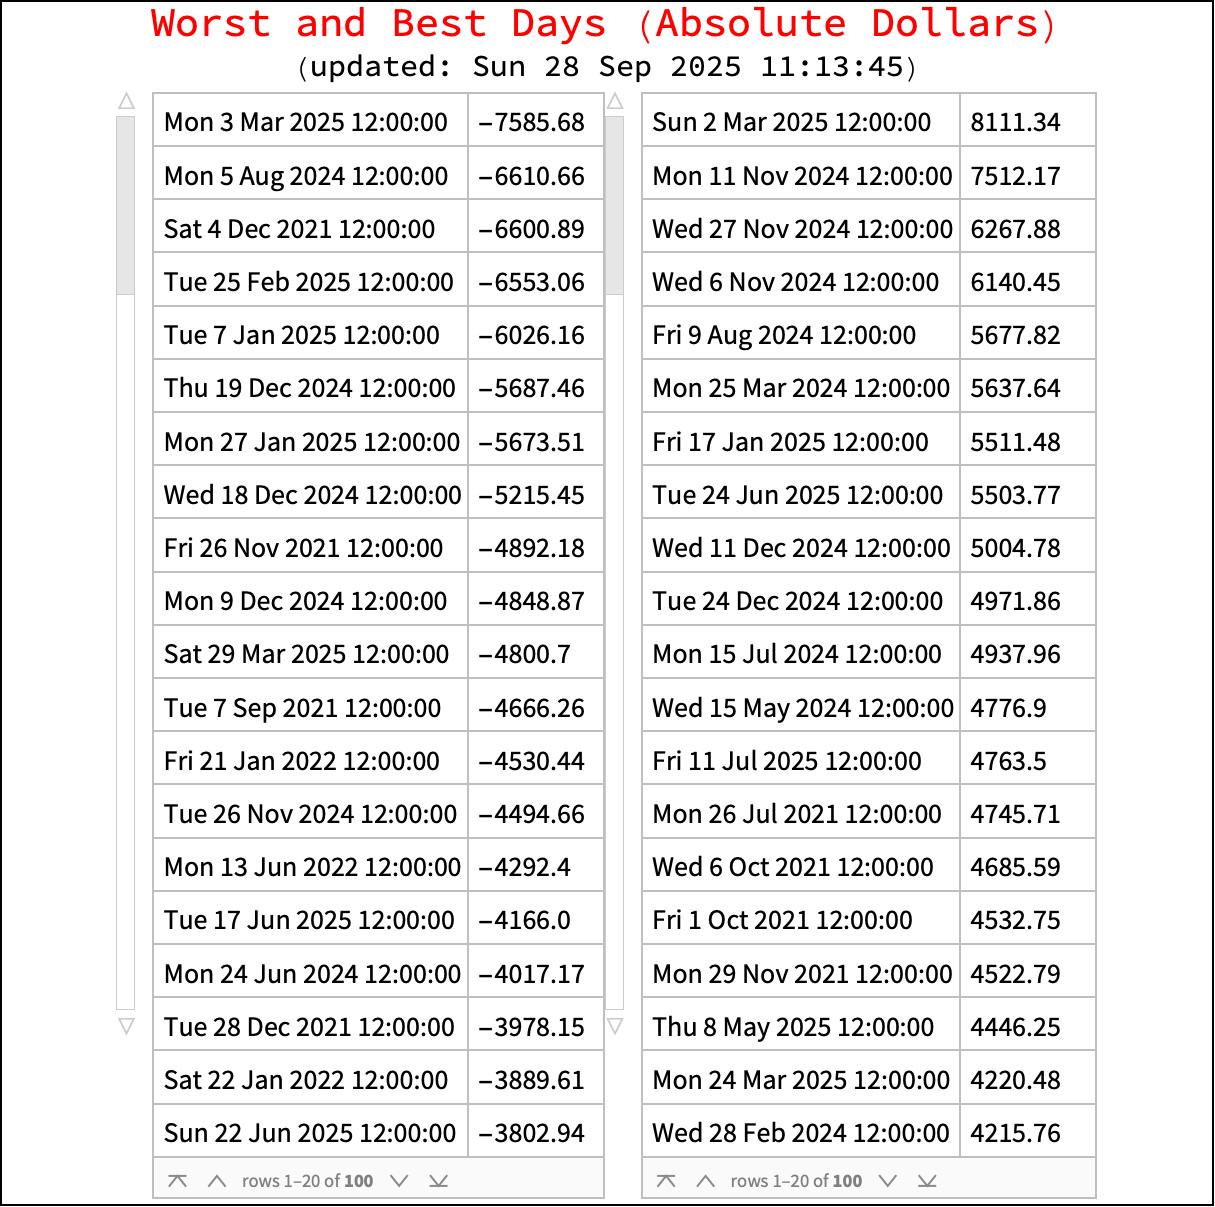 Worst and Best Days (Absolute Dollars)
(updated: Sun 28 Sep 2025 11:13:45)
Mon 3 Mar 2025 12:00:00 −7585.68
Mon 5 Aug 2024 12:00:00 −6610.66
Sat 4 Dec 2021 12:00:00 −6600.89
Tue 25 Feb 2025 12:00:00 −6553.06
Tue 7 Jan 2025 12:00:00 −6026.16
Thu 19 Dec 2024 12:00:00 −5687.46
Mon 27 Jan 2025 12:00:00 −5673.51
Wed 18 Dec 2024 12:00:00 −5215.45
Fri 26 Nov 2021 12:00:00 −4892.18
Mon 9 Dec 2024 12:00:00 −4848.87
Sat 29 Mar 2025 12:00:00 −4800.7
Tue 7 Sep 2021 12:00:00 −4666.26
Fri 21 Jan 2022 12:00:00 −4530.44
Tue 26 Nov 2024 12:00:00 −4494.66
Mon 13 Jun 2022 12:00:00 −4292.4
Tue 17 Jun 2025 12:00:00 −4166.0
Mon 24 Jun 2024 12:00:00 −4017.17
Tue 28 Dec 2021 12:00:00 −3978.15
Sat 22 Jan 2022 12:00:00 −3889.61
Sun 22 Jun 2025 12:00:00 −3802.94
rows 1–20 of 100
Sun 2 Mar 2025 12:00:00 8111.34
Mon 11 Nov 2024 12:00:00 7512.17
Wed 27 Nov 2024 12:00:00 6267.88
Wed 6 Nov 2024 12:00:00 6140.45
Fri 9 Aug 2024 12:00:00 5677.82
Mon 25 Mar 2024 12:00:00 5637.64
Fri 17 Jan 2025 12:00:00 5511.48
Tue 24 Jun 2025 12:00:00 5503.77
Wed 11 Dec 2024 12:00:00 5004.78
Tue 24 Dec 2024 12:00:00 4971.86
Mon 15 Jul 2024 12:00:00 4937.96
Wed 15 May 2024 12:00:00 4776.9
Fri 11 Jul 2025 12:00:00 4763.5
Mon 26 Jul 2021 12:00:00 4745.71
Wed 6 Oct 2021 12:00:00 4685.59
Fri 1 Oct 2021 12:00:00 4532.75
Mon 29 Nov 2021 12:00:00 4522.79
Thu 8 May 2025 12:00:00 4446.25
Mon 24 Mar 2025 12:00:00 4220.48
Wed 28 Feb 2024 12:00:00 4215.76
rows 1–20 of 100